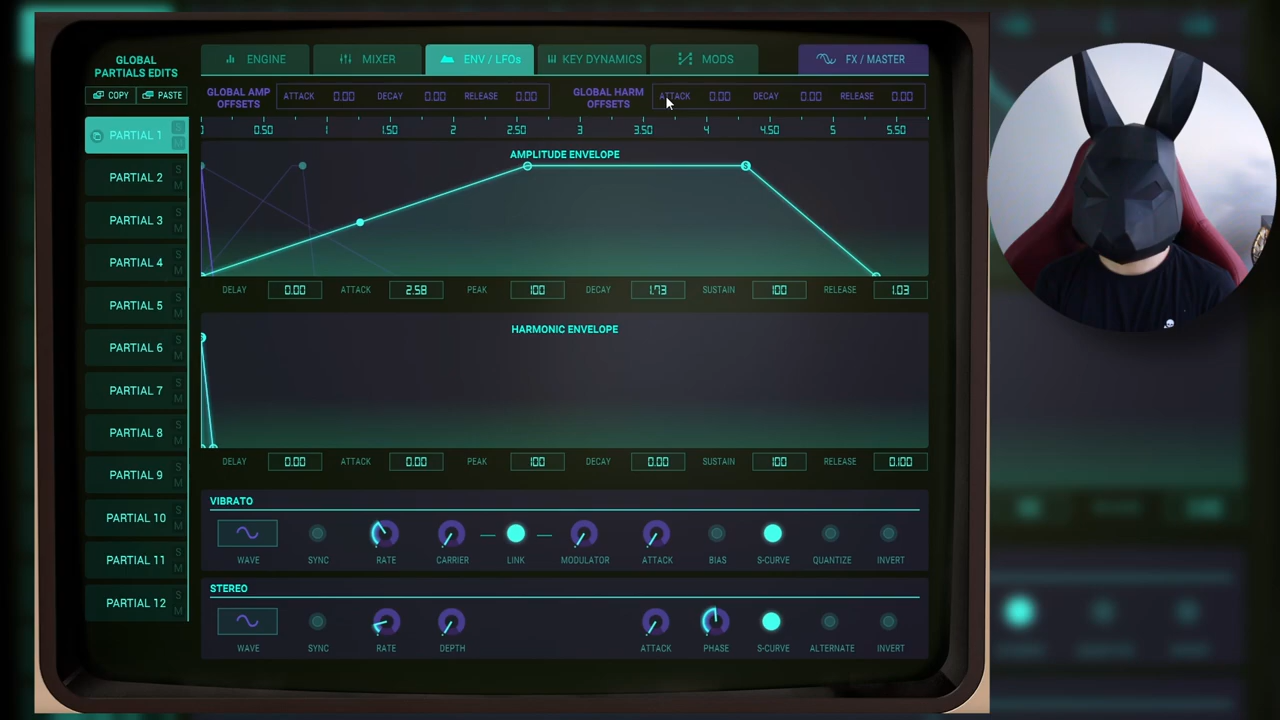 GLOBAL
PARTIALS EDITS
COPY PASTE
ENGINE MIXER ENV / LFOs KEY DYNAMICS MODS FX / MASTER
GLOBAL AMP
OFFSETS
ATTACK 0.00 DECAY 0.00 RELEASE 0.00
GLOBAL HARM
OFFSETS
ATTACK 0.00 DECAY 0.00 RELEASE 0.00
0 0.50 1 1.50 2 2.50 3 3.50 4 4.50 5 5.50
PARTIAL 1 S M
PARTIAL 2 S M
PARTIAL 3 S M
PARTIAL 4 S M
PARTIAL 5 S M
PARTIAL 6 S M
PARTIAL 7 S M
PARTIAL 8 S M
PARTIAL 9 S M
PARTIAL 10 S M
PARTIAL 11 S M
PARTIAL 12 S M
AMPLITUDE ENVELOPE
S
DELAY 0.00 ATTACK 2.58 PEAK 100 DECAY 1.73 SUSTAIN 100 RELEASE 1.03
HARMONIC ENVELOPE
DELAY 0.00 ATTACK 0.00 PEAK 100 DECAY 0.00 SUSTAIN 100 RELEASE 0.100
VIBRATO
WAVE SYNC RATE CARRIER LINK MODULATOR ATTACK BIAS S-CURVE QUANTIZE INVERT
STEREO
WAVE SYNC RATE DEPTH ATTACK PHASE S-CURVE ALTERNATE INVERT